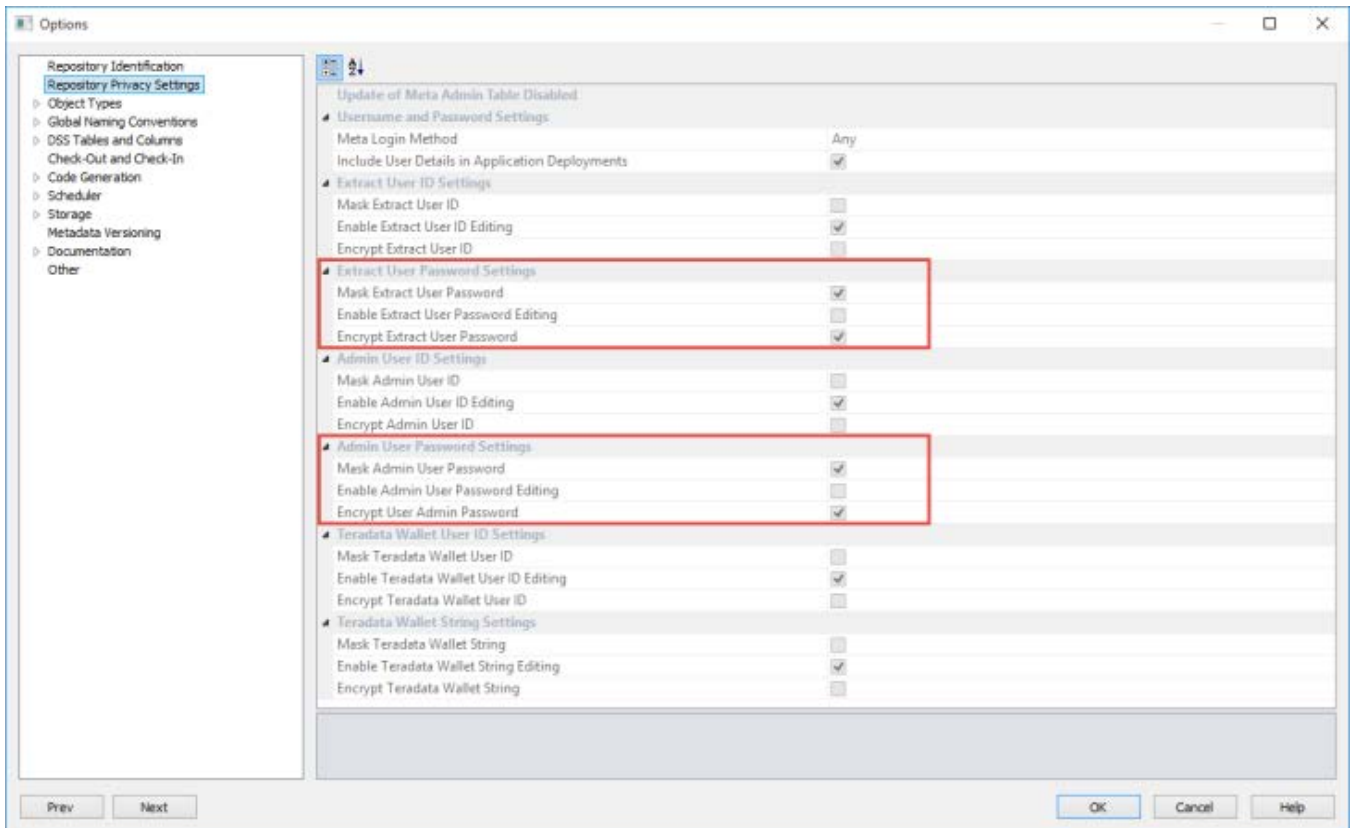 Options
Repository Identification
Repository Privacy Settings
Object Types
Global Naming Conventions
DSS Tables and Columns
Check-Out and Check-In
Code Generation
Scheduler
Storage
Metadata Versioning
Documentation
Other
Update of Meta Admin Table Disabled
Username and Password Settings
Meta Login Method Any
Include User Details in Application Deployments
Extract User ID Settings
Mask Extract User ID
Enable Extract User ID Editing
Encrypt Extract User ID
Extract User Password Settings
Mask Extract User Password
Enable Extract User Password Editing
Encrypt Extract User Password
Admin User ID Settings
Mask Admin User ID
Enable Admin User ID Editing
Encrypt Admin User ID
Admin User Password Settings
Mask Admin User Password
Enable Admin User Password Editing
Encrypt User Admin Password
Teradata Wallet User ID Settings
Mask Teradata Wallet User ID
Enable Teradata Wallet User ID Editing
Encrypt Teradata Wallet User ID
Teradata Wallet String Settings
Mask Teradata Wallet String
Enable Teradata Wallet String Editing
Encrypt Teradata Wallet String
Prev Next OK Cancel Help